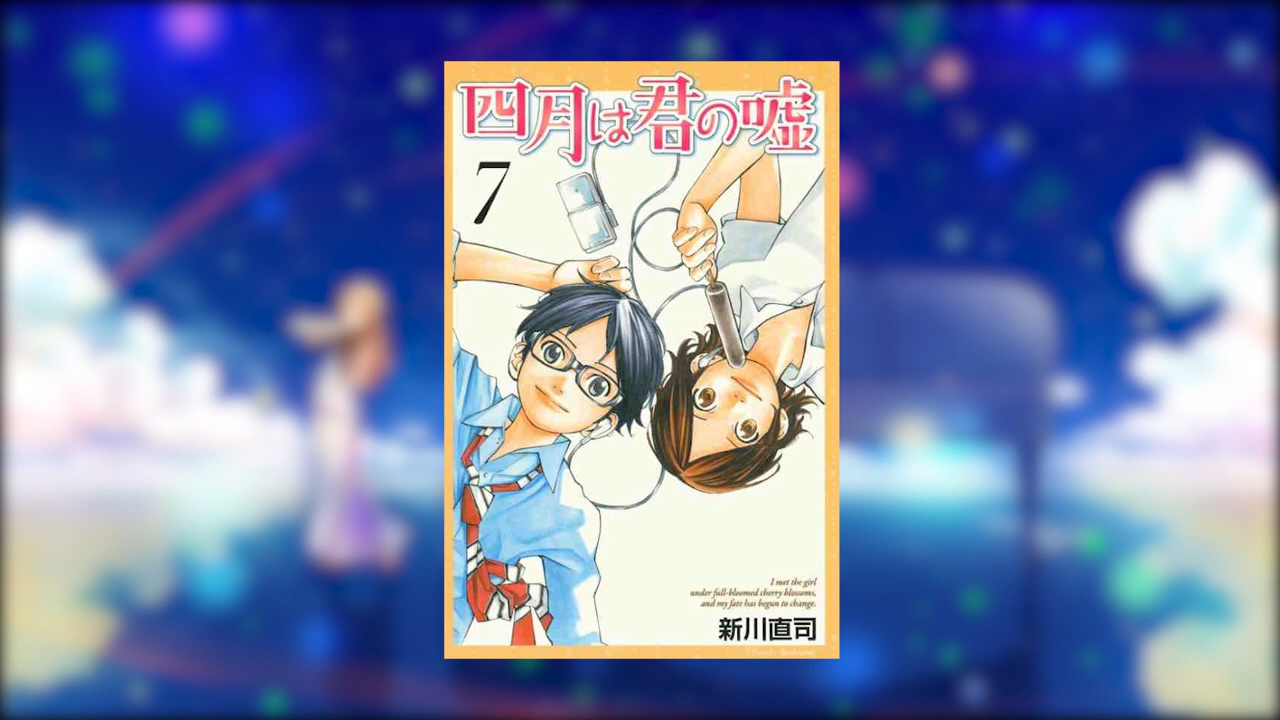 四月は君の嘘
7
I met the girl
under full-bloomed cherry blossoms,
and my fate has begun to change.
新川直司